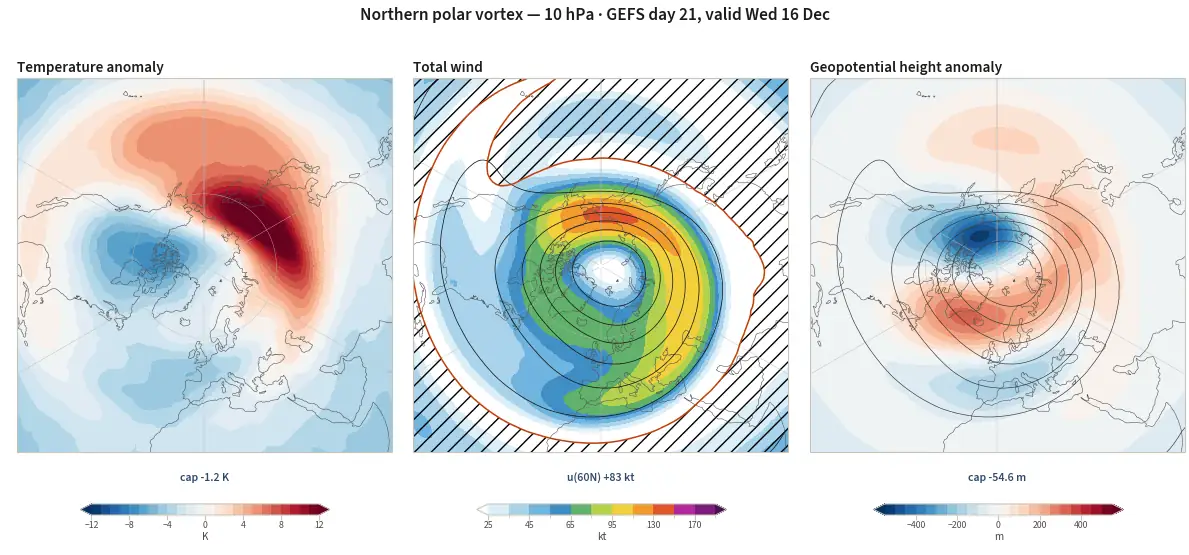 Northern polar vortex — 10 hPa · GEFS day 21, valid Wed 16 Dec
Temperature anomaly
Total wind
Geopotential height anomaly
cap -1.2 K
u(60N) +83 kt
cap -54.6 m
−12 −8 −4 0 4 8 12
K
25 45 65 95 130 170
kt
−400 −200 0 200 400
m